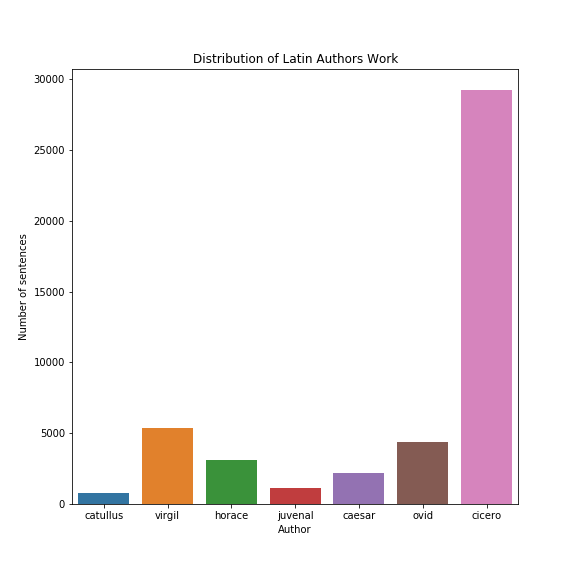 Distribution of Latin Authors Work
30000
25000
20000
15000
10000
5000
0
Number of sentences
catullus virgil horace juvenal caesar ovid cicero
Author